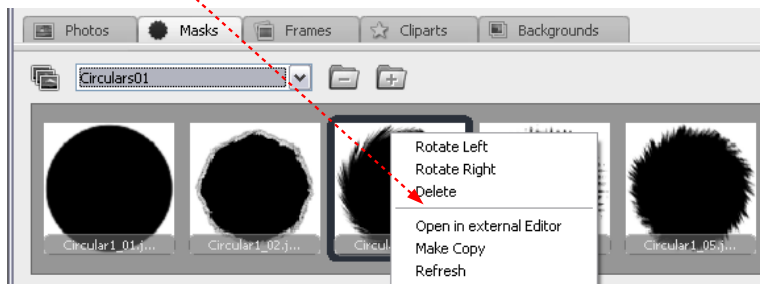 Photos Masks Frames Cliparts Backgrounds
Circulars01
Rotate Left
Rotate Right
Delete
Open in external Editor
Make Copy
Refresh
Circular1_01.j... Circular1_02.j... Circul Circular1_05.j...